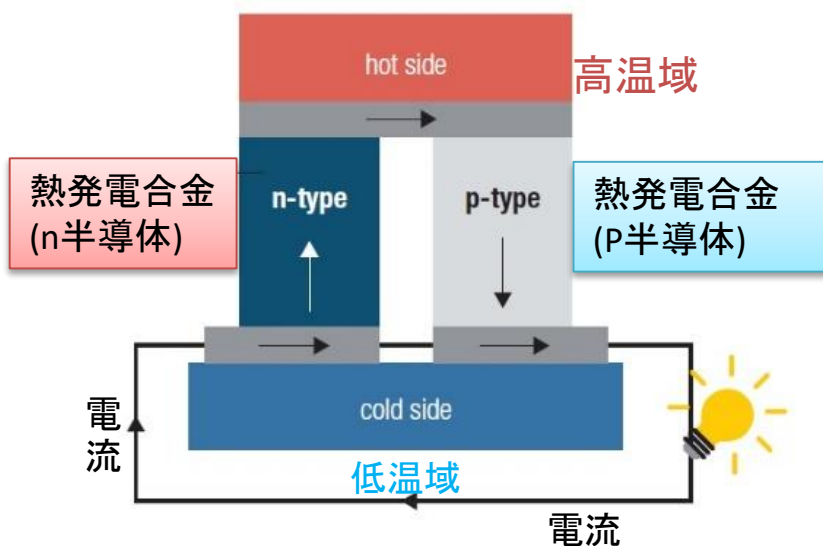 hot side
高温域
熱発電合金
(n半導体)
n-type
p-type
熱発電合金
(P半導体)
cold side
電
流
低温域
電流